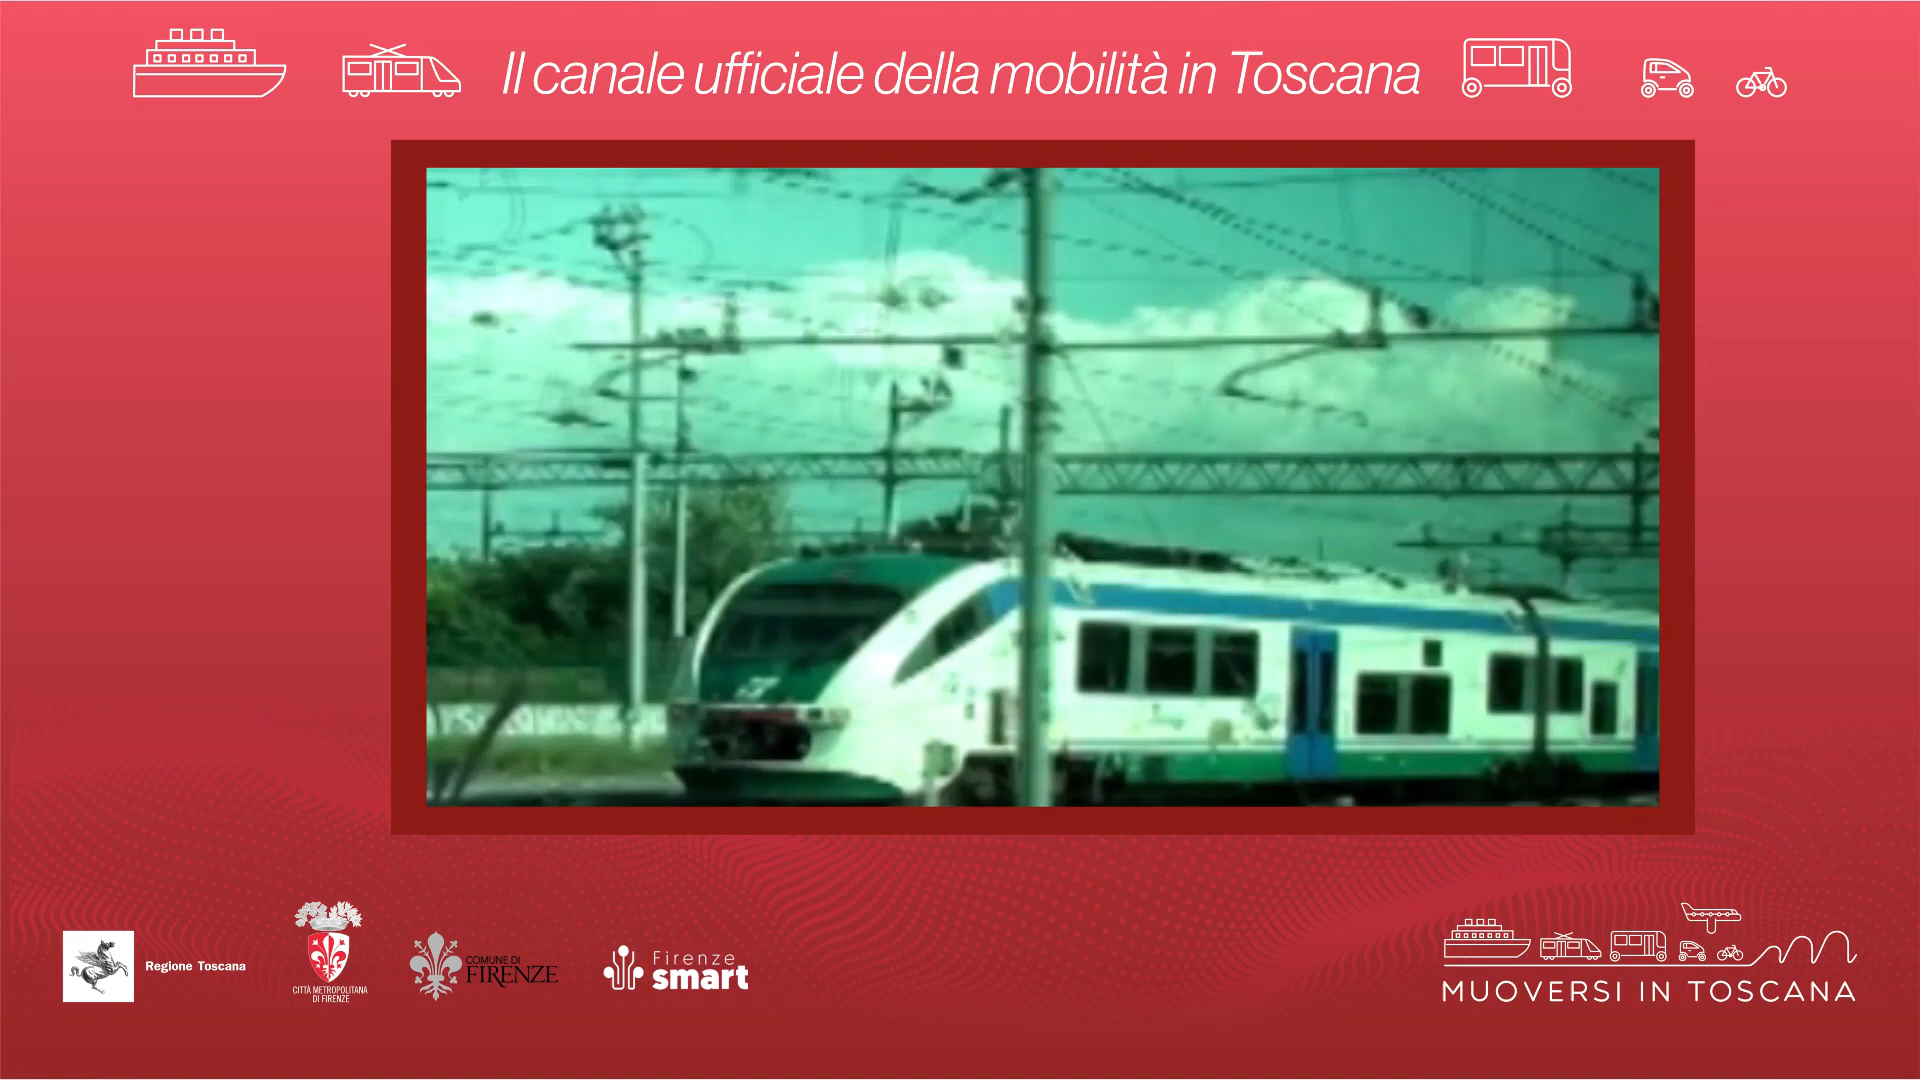 Il canale ufficiale della mobilità in Toscana
Regione Toscana
CITTÀ METROPOLITANA
DI FIRENZE
COMUNE DI
FIRENZE
Firenze
smart
MUOVERSI IN TOSCANA